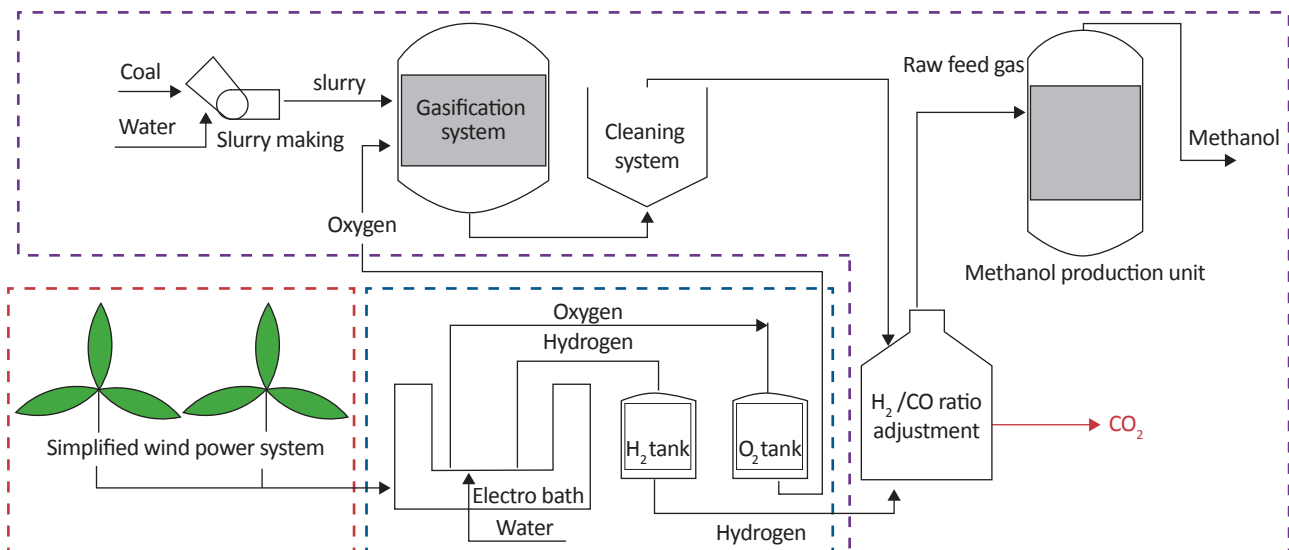 Coal
Water
Slurry making
slurry
Gasification
system
Cleaning
system
Raw feed gas
Methanol
Methanol production unit
Oxygen
Simplified wind power system
Oxygen
Hydrogen
H₂ tank
O₂ tank
Electro bath
Water
Hydrogen
H₂ /CO ratio
adjustment
CO₂